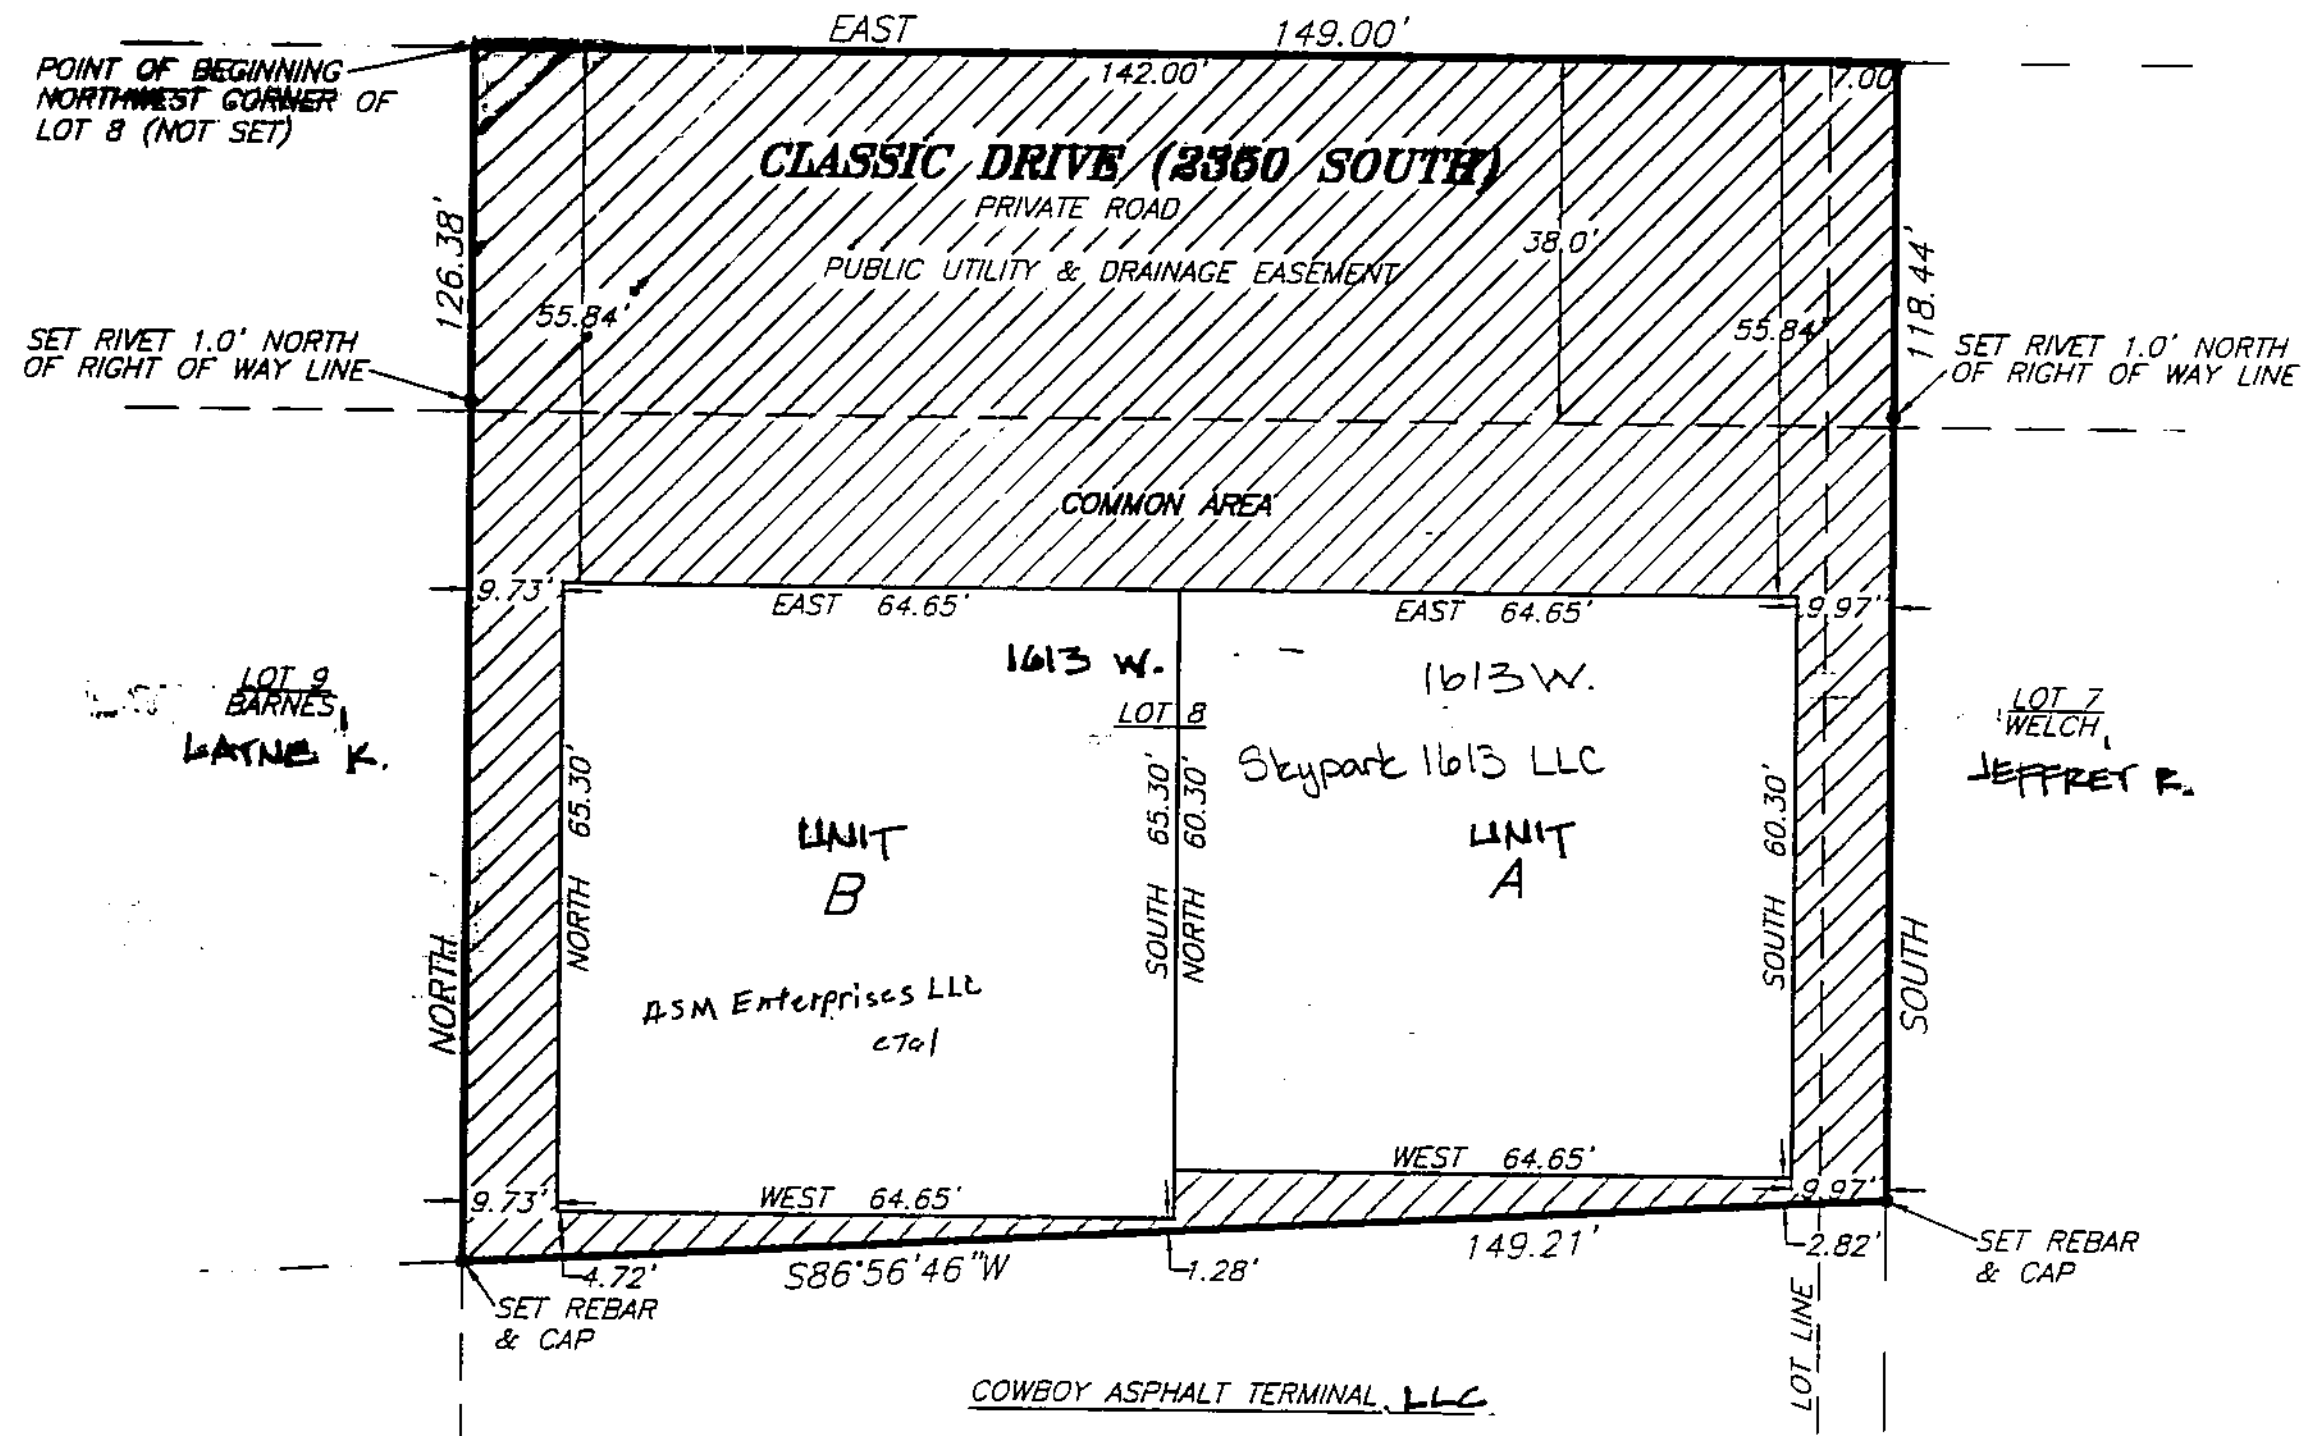 EAST 149.00'
POINT OF BEGINNING
NORTHWEST CORNER OF
LOT 8 (NOT SET)
142.00'
7.00'
CLASSIC DRIVE (2350 SOUTH)
PRIVATE ROAD
PUBLIC UTILITY & DRAINAGE EASEMENT
126.38'
38.0'
118.44'
55.84'
55.84'
SET RIVET 1.0' NORTH
OF RIGHT OF WAY LINE
SET RIVET 1.0' NORTH
OF RIGHT OF WAY LINE
COMMON AREA
9.73'
EAST 64.65'
EAST 64.65'
9.97'
1613 W.
1613 W.
LOT 9
BARNES,
LAYNE K.
LOT 8
LOT 7
WELCH,
JEFFREY R.
Skypark 1613 LLC
NORTH 65.30'
SOUTH 65.30'
NORTH 60.30'
SOUTH 60.30'
UNIT
B
UNIT
A
ASM Enterprises LLC
etal
NORTH
SOUTH
WEST 64.65'
9.73'
WEST 64.65'
9.97'
4.72'
S86°56'46"W
1.28'
149.21'
2.82'
SET REBAR
& CAP
SET REBAR
& CAP
LOT LINE
COWBOY ASPHALT TERMINAL, LLC